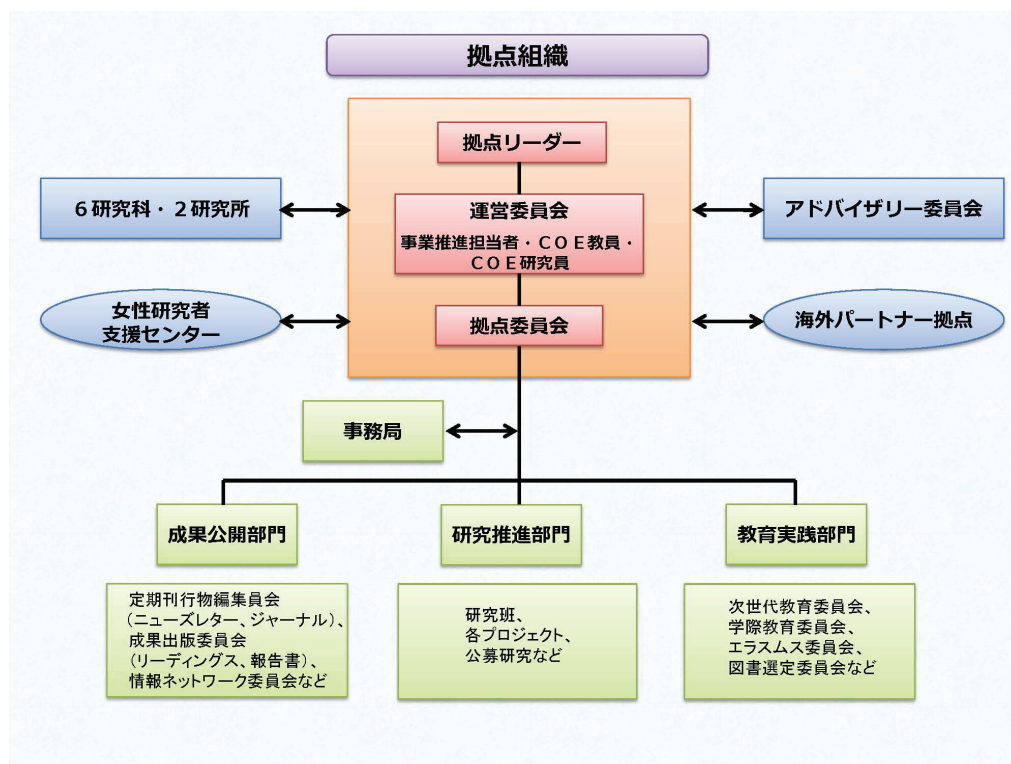 拠点組織
拠点リーダー
６研究科・２研究所
運営委員会
事業推進担当者・ＣＯＥ教員・
ＣＯＥ研究員
アドバイザリー委員会
女性研究者
支援センター
拠点委員会
海外パートナー拠点
事務局
成果公開部門
研究推進部門
教育実践部門
定期刊行物編集員会
（ニューズレター、ジャーナル）、
成果出版委員会
（リーディングス、報告書）、
情報ネットワーク委員会など
研究班、
各プロジェクト、
公募研究など
次世代教育委員会、
学際教育委員会、
エラスムス委員会、
図書選定委員会など